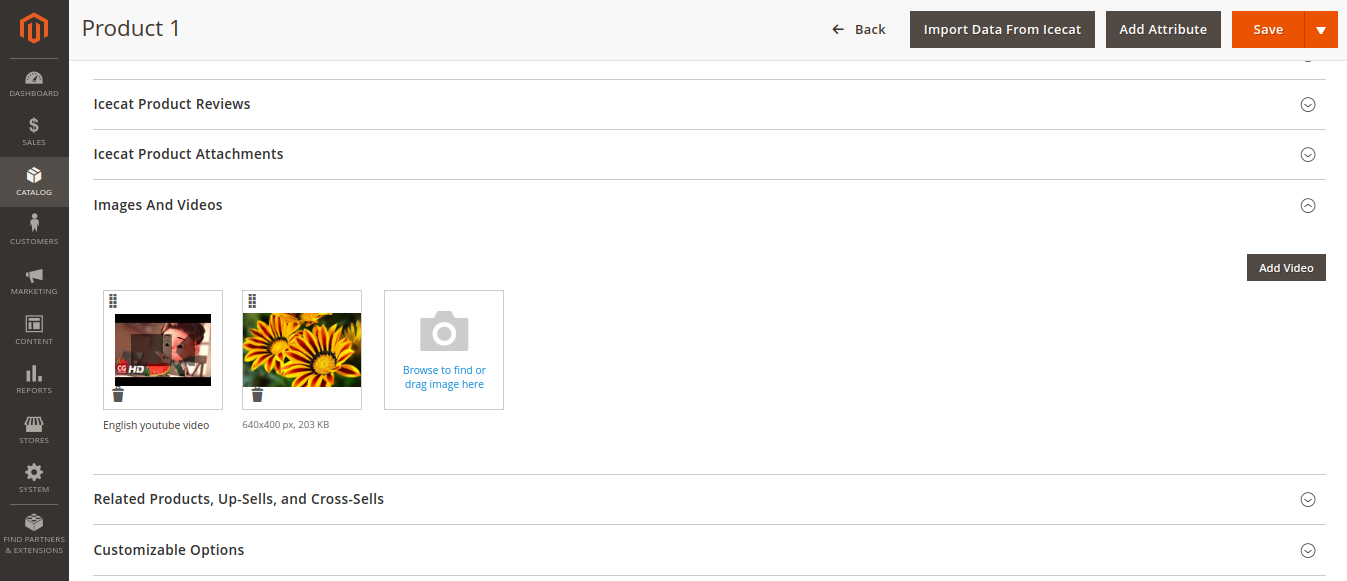 Product 1
Back
Import Data From Icecat
Add Attribute
Save
DASHBOARD
SALES
CATALOG
CUSTOMERS
MARKETING
CONTENT
REPORTS
STORES
SYSTEM
FIND PARTNERS
& EXTENSIONS
Icecat Product Reviews
Icecat Product Attachments
Images And Videos
Add Video
CG HD
Browse to find or
drag image here
English youtube video
640x400 px, 203 KB
Related Products, Up-Sells, and Cross-Sells
Customizable Options